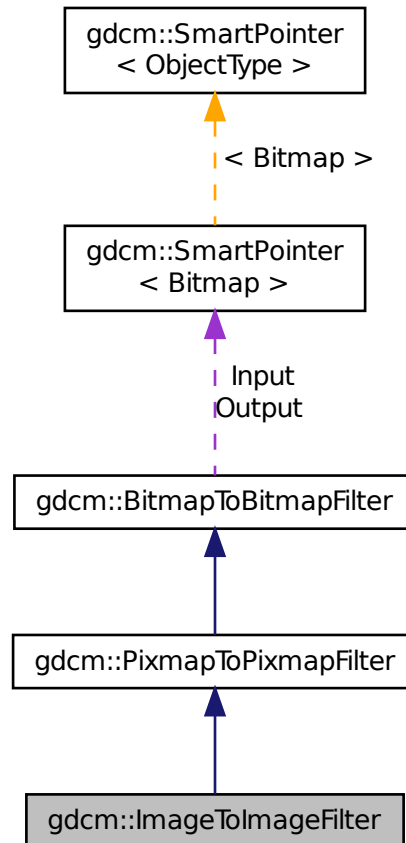 gdcm::SmartPointer
< ObjectType >
< Bitmap >
gdcm::SmartPointer
< Bitmap >
Input
Output
gdcm::BitmapToBitmapFilter
gdcm::PixmapToPixmapFilter
gdcm::ImageToImageFilter